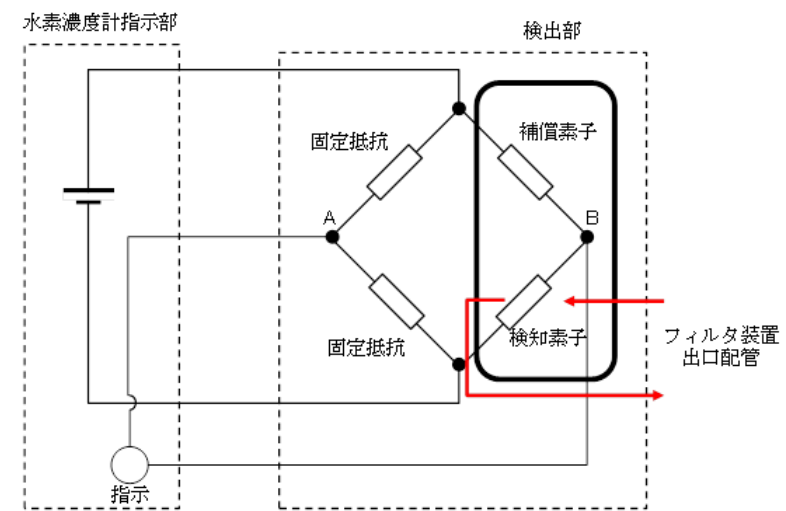 水素濃度計指示部
検出部
固定抵抗
補償素子
A
B
固定抵抗
検知素子
フィルタ装置
出口配管
指示